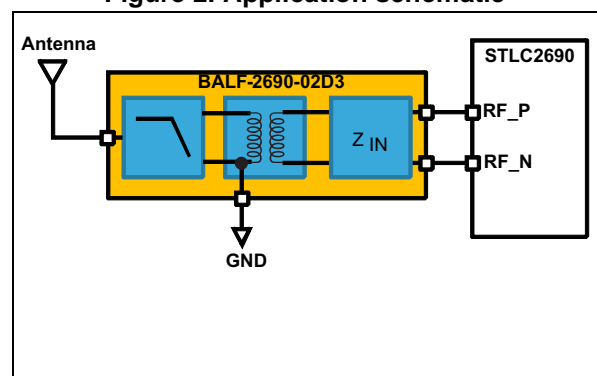 Figure 2. Application schematic
Antenna
STLC2690
BALF-2690-02D3
RF_P
Z IN
RF_N
GND